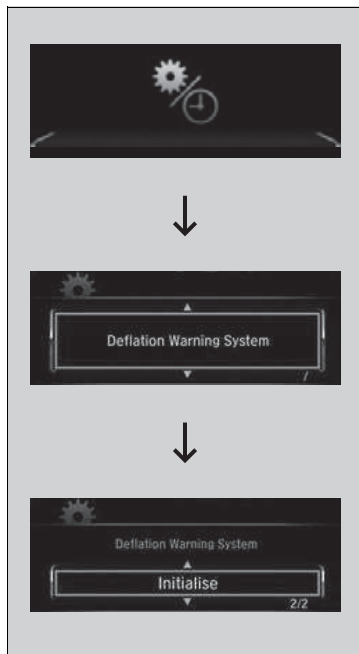 Deflation Warning System
/
Deflation Warning System
Initialise
2/2